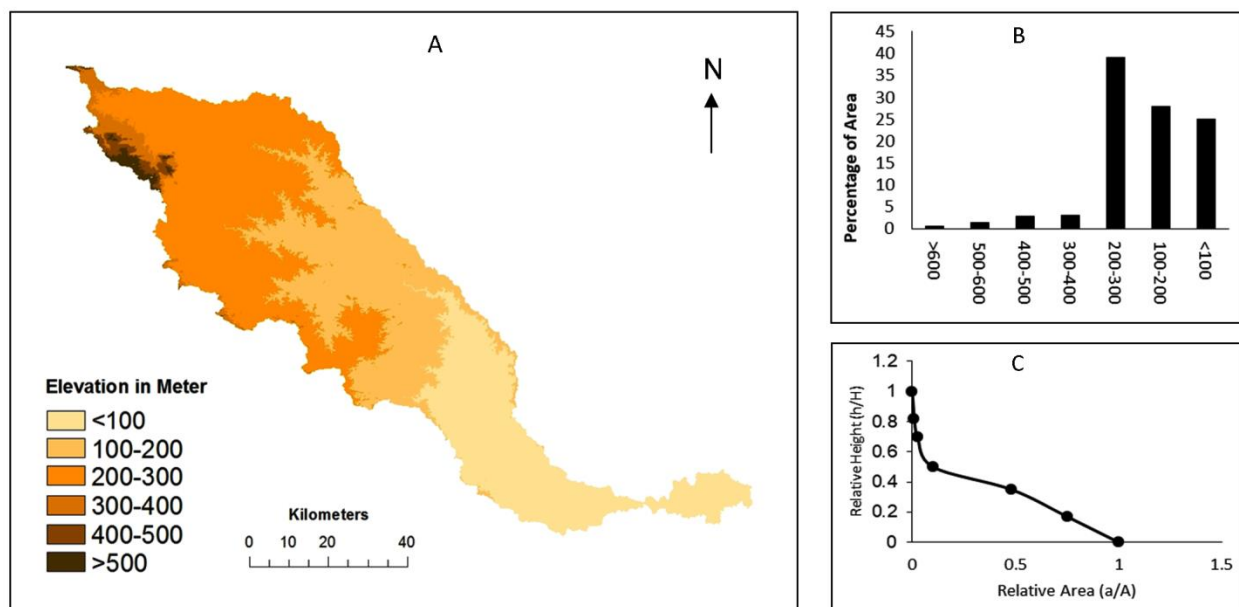 A
N
Elevation in Meter
<100
100-200
200-300
300-400
400-500
>500
Kilometers
0 10 20 40
B
Percentage of Area
45
40
35
30
25
20
15
10
5
0
>600
500-600
400-500
300-400
200-300
100-200
<100
C
Relative Height (h/H)
1.2
1
0.8
0.6
0.4
0.2
0
0 0.5 1 1.5
Relative Area (a/A)